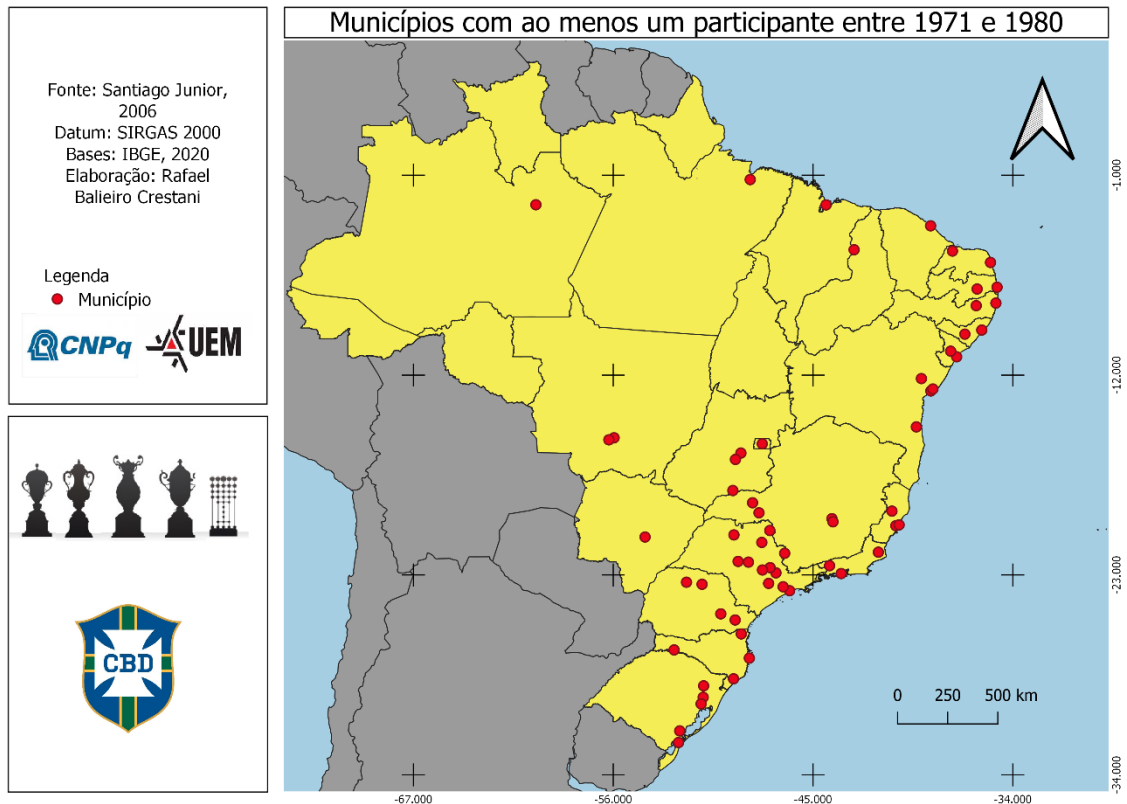 Municípios com ao menos um participante entre 1971 e 1980
Fonte: Santiago Junior,
2006
Datum: SIRGAS 2000
Bases: IBGE, 2020
Elaboração: Rafael
Balieiro Crestani
Legenda
Município
CNPq
UEM
CBD
-1.000
-12.000
-23.000
-34.000
0 250 500 km
-67.000 -56.000 -45.000 -34.000